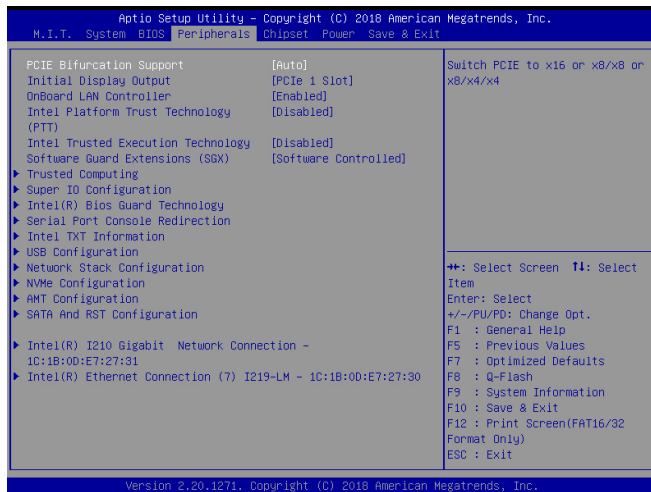 Aptio Setup Utility – Copyright (C) 2018 American Megatrends, Inc.
M.I.T. System BIOS Peripherals Chipset Power Save & Exit
PCIE Bifurcation Support [Auto]
Initial Display Output [PCIe 1 Slot]
OnBoard LAN Controller [Enabled]
Intel Platform Trust Technology [Disabled]
(PTT)
Intel Trusted Execution Technology [Disabled]
Software Guard Extensions (SGX) [Software Controlled]
Trusted Computing
Super IO Configuration
Intel(R) Bios Guard Technology
Serial Port Console Redirection
Intel TXT Information
USB Configuration
Network Stack Configuration
NVMe Configuration
AMT Configuration
SATA And RST Configuration
Intel(R) I210 Gigabit  Network Connection –
1C:1B:0D:E7:27:31
Intel(R) Ethernet Connection (7) I219-LM – 1C:1B:0D:E7:27:30
Switch PCIE to x16 or x8/x8 or
x8/x4/x4
→←: Select Screen ↑↓: Select
Item
Enter: Select
+/-/PU/PD: Change Opt.
F1 : General Help
F5 : Previous Values
F7 : Optimized Defaults
F8 : Q-Flash
F9 : System Information
F10 : Save & Exit
F12 : Print Screen(FAT16/32
Format Only)
ESC : Exit
Version 2.20.1271. Copyright (C) 2018 American Megatrends, Inc.